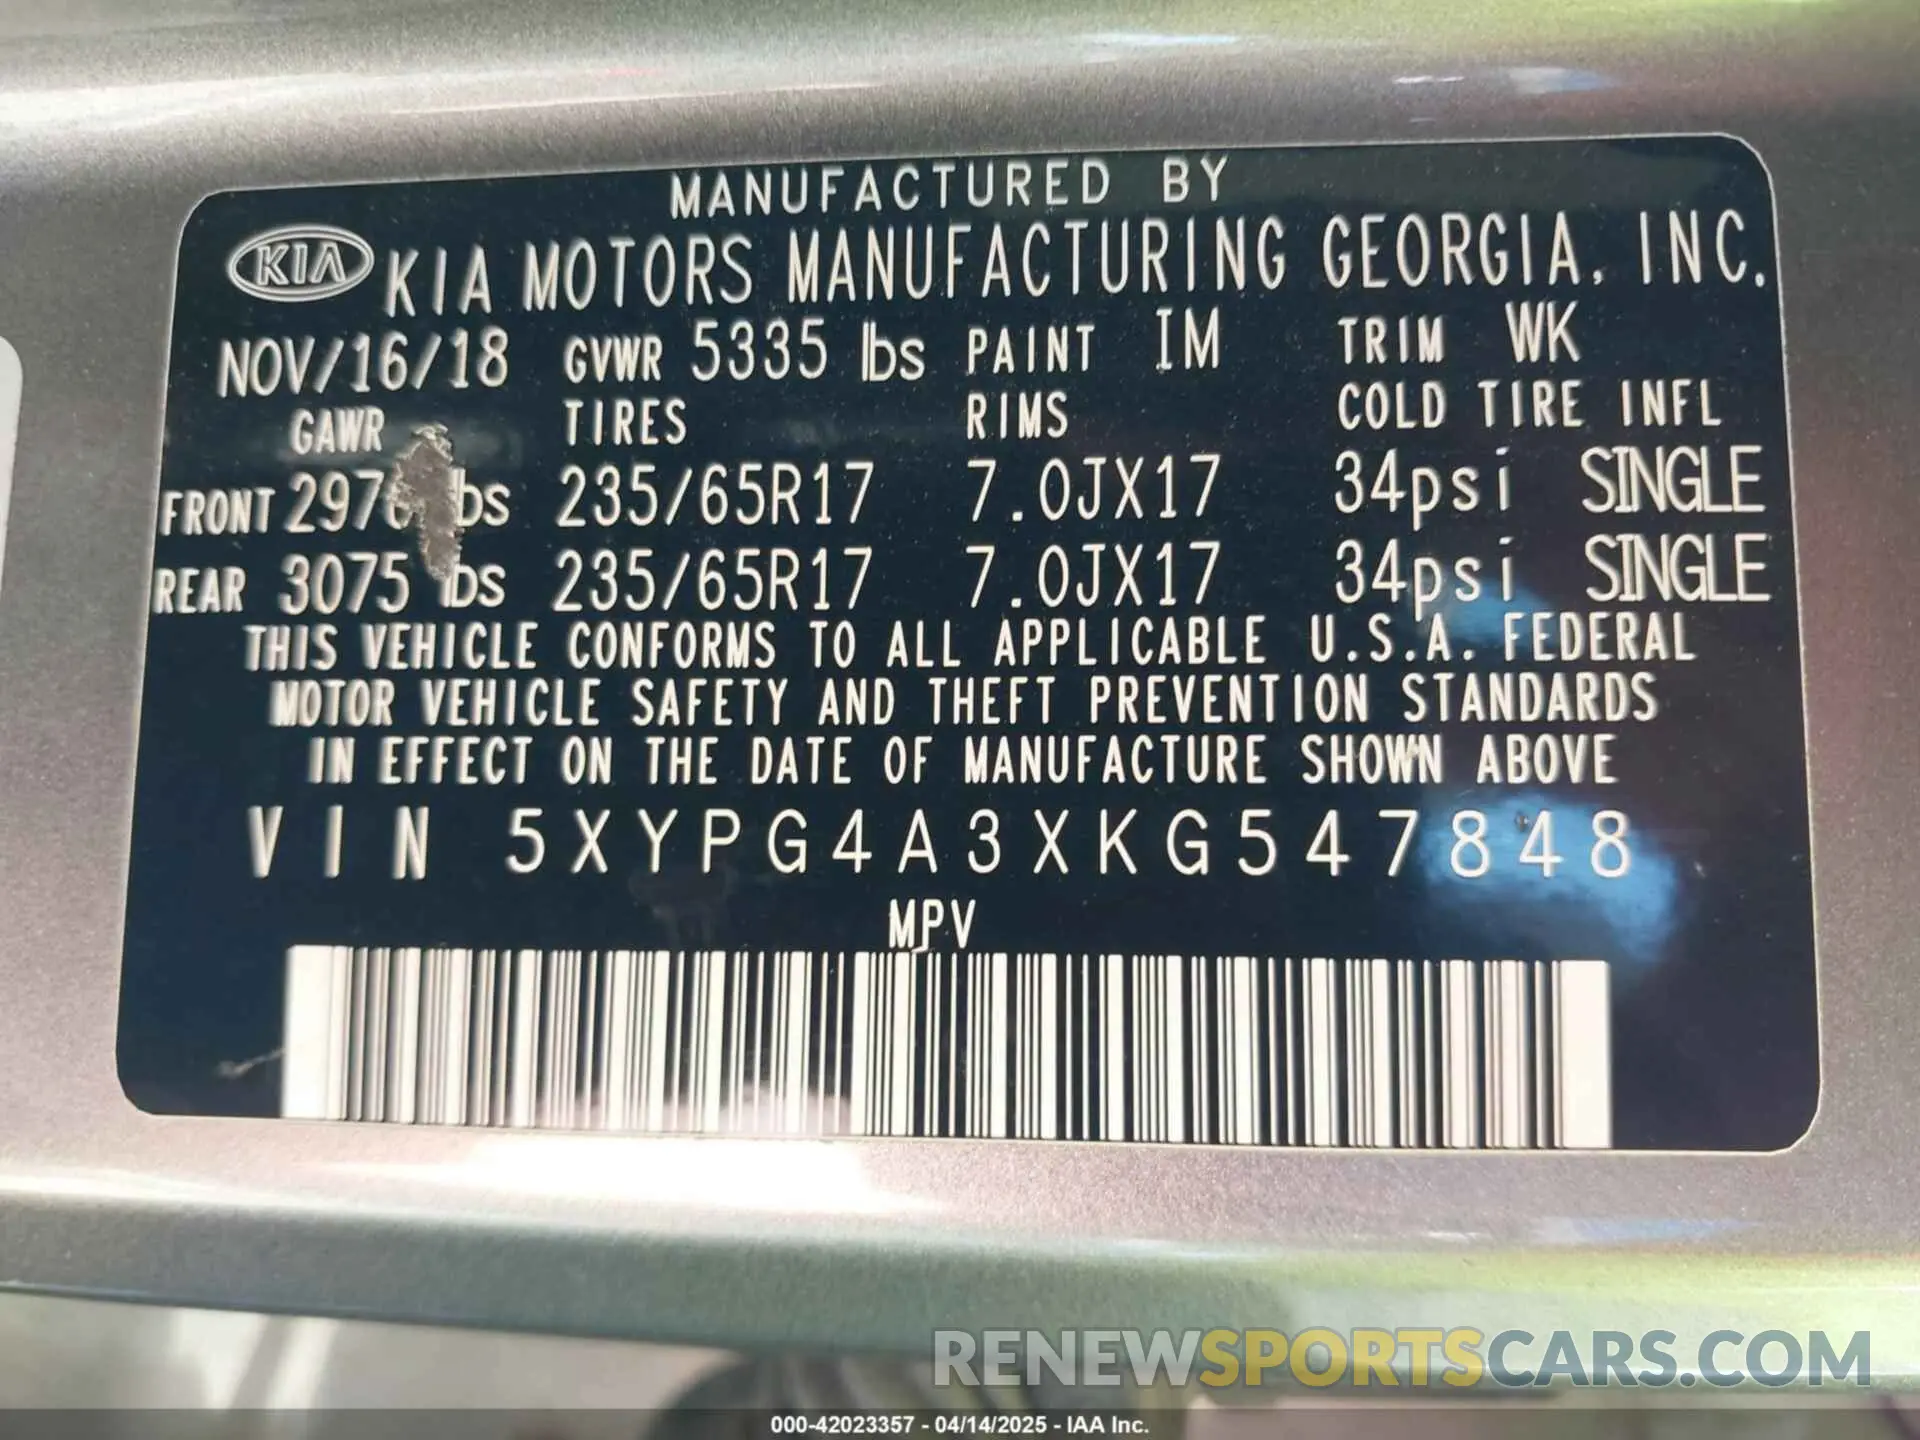 MANUFACTURED BY
KIA KIA MOTORS MANUFACTURING GEORGIA, INC.
NOV/16/18 GVWR 5335 lbs PAINT IM TRIM WK
GAWR TIRES RIMS COLD TIRE INFL
FRONT lbs 235/65R17 7.0JX17 34psi SINGLE
REAR 3075 lbs 235/65R17 7.0JX17 34psi SINGLE
THIS VEHICLE CONFORMS TO ALL APPLICABLE U.S.A. FEDERAL
MOTOR VEHICLE SAFETY AND THEFT PREVENTION STANDARDS
IN EFFECT ON THE DATE OF MANUFACTURE SHOWN ABOVE
VIN 5XYPG4A3XKG547848
MPV
RENEWSPORTSCARS.COM
000-42023357 - 04/14/2025 - IAA Inc.